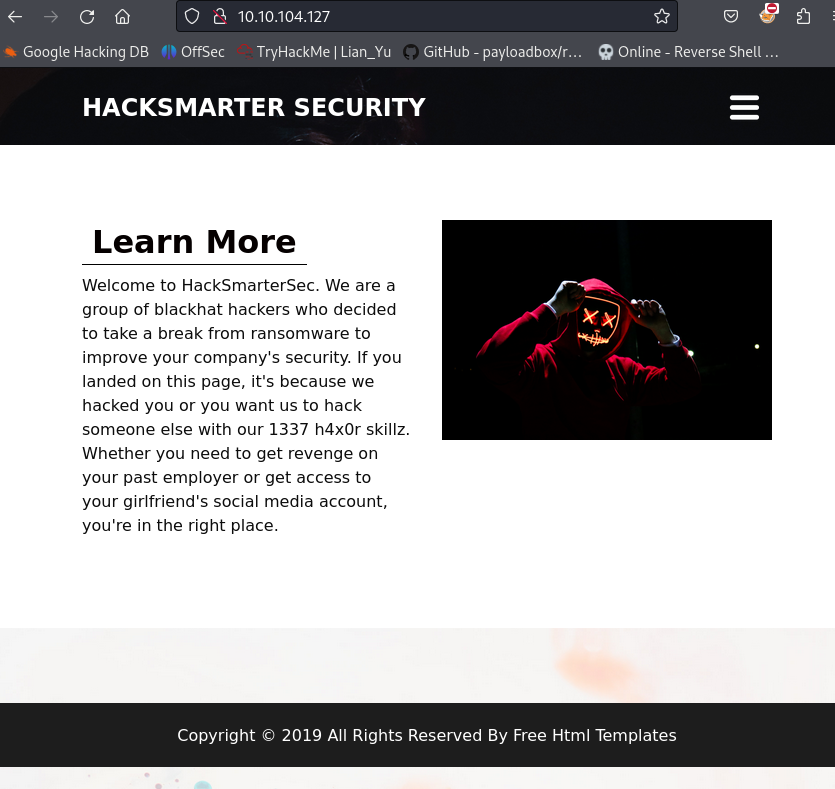 10.10.104.127
Google Hacking DB OffSec TryHackMe | Lian_Yu GitHub - payloadbox/r… Online - Reverse Shell …
HACKSMARTER SECURITY
Learn More
Welcome to HackSmarterSec. We are a
group of blackhat hackers who decided
to take a break from ransomware to
improve your company's security. If you
landed on this page, it's because we
hacked you or you want us to hack
someone else with our 1337 h4x0r skillz.
Whether you need to get revenge on
your past employer or get access to
your girlfriend's social media account,
you're in the right place.
Copyright © 2019 All Rights Reserved By Free Html Templates